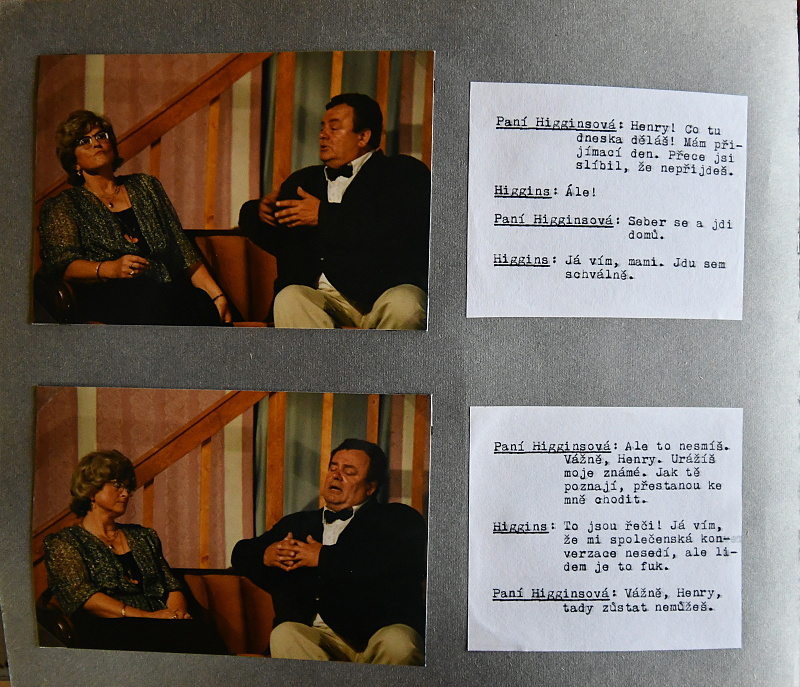 Paní Higginsová: Henry! Co tu
dneska děláš! Mám při-
jímací den. Přece jsi
slíbil, že nepřijdeš.
Higgins: Ále!
Paní Higginsová: Seber se a jdi
domů.
Higgins: Já vím, mami. Jdu sem
schválně.
Paní Higginsová: Ale to nesmíš.
Vážně, Henry. Urážíš
moje známé. Jak tě
poznají, přestanou ke
mně chodit.
Higgins: To jsou řeči! Já vím,
že mi společenská kon-
verzace nesedí, ale li-
dem je to fuk.
Paní Higginsová: Vážně, Henry,
tady zůstat nemůžeš.